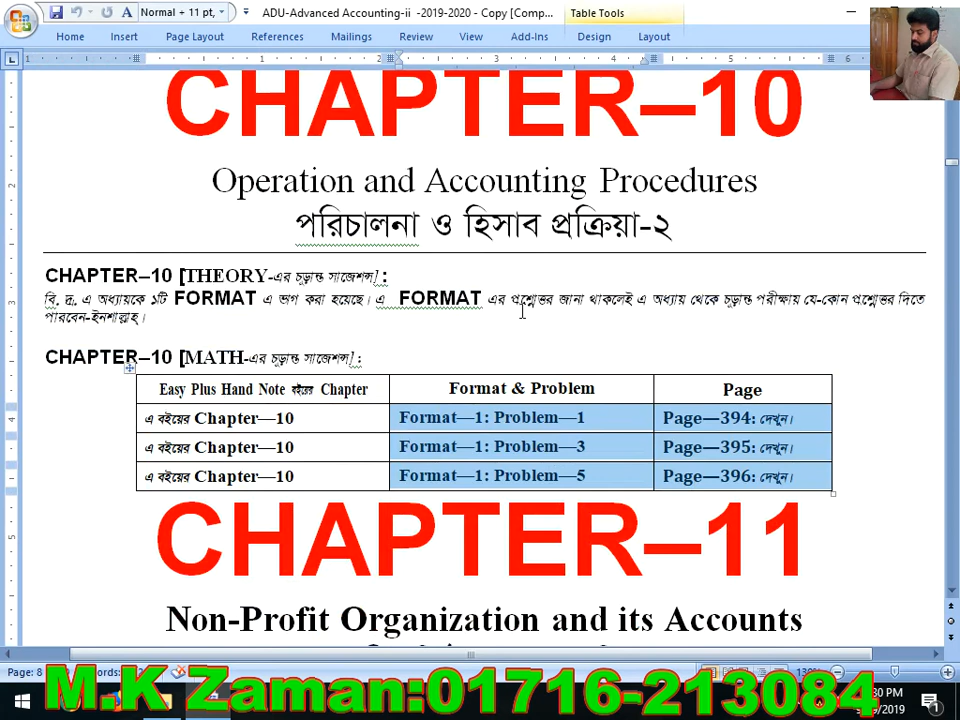 Normal + 11 pt,
ADU-Advanced Accounting-ii -2019-2020 - Copy [Comp...
Table Tools
Home Insert Page Layout References Mailings Review View Add-Ins Design Layout
CHAPTER–10
Operation and Accounting Procedures
পরিচালনা ও হিসাব প্রক্রিয়া-২
CHAPTER–10 [THEORY-এর চূড়ান্ত সাজেশন্স] :
বি. দ্র. এ অধ্যায়কে ১টি FORMAT এ ভাগ করা হয়েছে। এ FORMAT এর প্রশ্নোত্তর জানা থাকলেই এ অধ্যায় থেকে চূড়ান্ত পরীক্ষায় যে-কোন প্রশ্নোত্তর দিতে
পারবেন-ইনশাল্লাহ।
CHAPTER–10 [MATH-এর চূড়ান্ত সাজেশন্স] :
Easy Plus Hand Note বইয়ের Chapter Format & Problem Page
এ বইয়ের Chapter—10 Format—1: Problem—1 Page—394: দেখুন।
এ বইয়ের Chapter—10 Format—1: Problem—3 Page—395: দেখুন।
এ বইয়ের Chapter—10 Format—1: Problem—5 Page—396: দেখুন।
CHAPTER–11
Non-Profit Organization and its Accounts
Page: 8
M.K Zaman:01716-213084